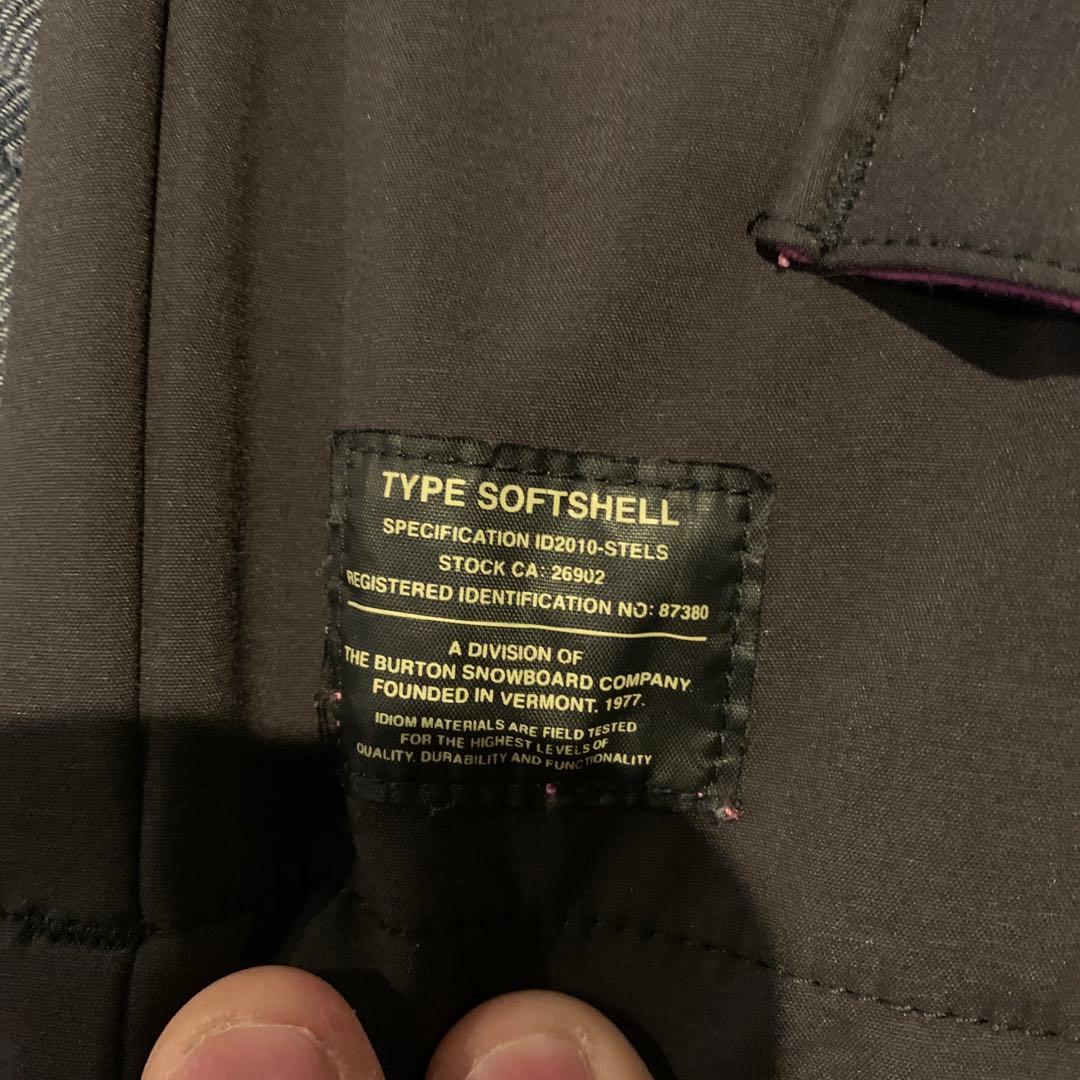 TYPE SOFTSHELL
SPECIFICATION ID2010-STELS
STOCK CA: 26902
REGISTERED IDENTIFICATION NO: 87380
A DIVISION OF
THE BURTON SNOWBOARD COMPANY.
FOUNDED IN VERMONT. 1977.
IDIOM MATERIALS ARE FIELD TESTED
FOR THE HIGHEST LEVELS OF
QUALITY. DURABILITY AND FUNCTIONALITY